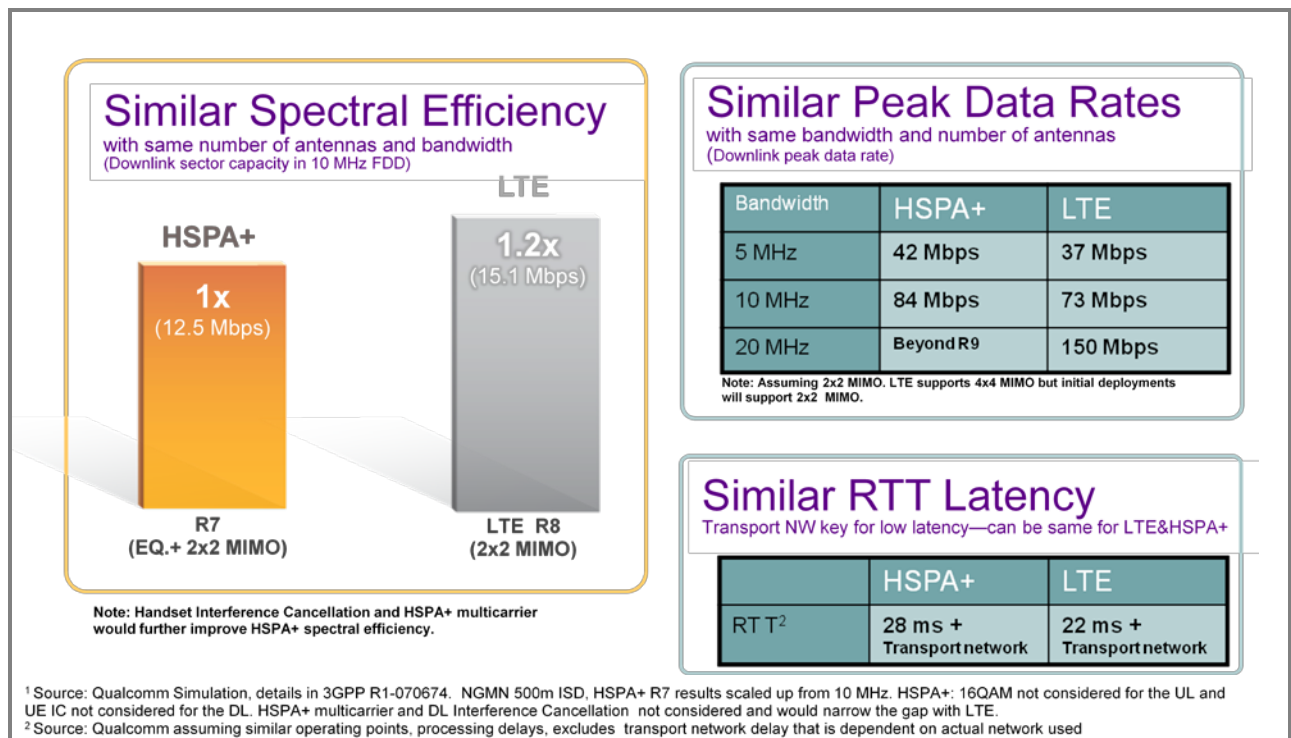 Similar Spectral Efficiency
with same number of antennas and bandwidth
(Downlink sector capacity in 10 MHz FDD)
LTE
HSPA+
1.2x
(15.1 Mbps)
1x
(12.5 Mbps)
R7
(EQ.+ 2x2 MIMO)
LTE R8
(2x2 MIMO)
Note: Handset Interference Cancellation and HSPA+ multicarrier
would further improve HSPA+ spectral efficiency.
Similar Peak Data Rates
with same bandwidth and number of antennas
(Downlink peak data rate)
Bandwidth HSPA+ LTE
5 MHz 42 Mbps 37 Mbps
10 MHz 84 Mbps 73 Mbps
20 MHz Beyond R9 150 Mbps
Note: Assuming 2x2 MIMO. LTE supports 4x4 MIMO but initial deployments
will support 2x2 MIMO.
Similar RTT Latency
Transport NW key for low latency—can be same for LTE&HSPA+
HSPA+ LTE
RTT² 28 ms + 22 ms +
Transport network Transport network
¹ Source: Qualcomm Simulation, details in 3GPP R1-070674. NGMN 500m ISD, HSPA+ R7 results scaled up from 10 MHz. HSPA+: 16QAM not considered for the UL and
UE IC not considered for the DL. HSPA+ multicarrier and DL Interference Cancellation not considered and would narrow the gap with LTE.
² Source: Qualcomm assuming similar operating points, processing delays, excludes transport network delay that is dependent on actual network used